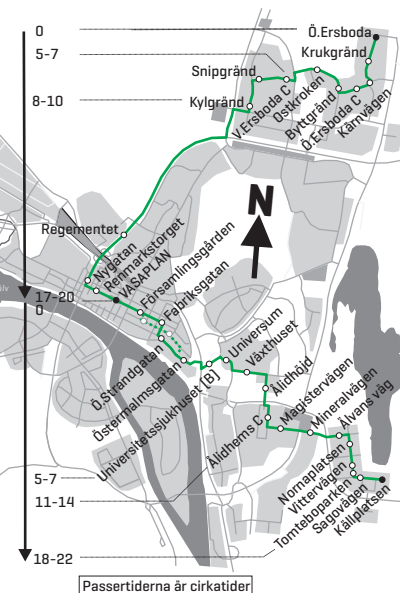 0
Ö.Ersboda
5-7
Krukgränd
Snipgränd
8-10
Kylgränd
V.Ersboda C
Ostkroken
Byttgränd
Ö.Ersboda C
Kärnvägen
N
Regementet
Nygatan
Renmarkstorget
VASAPLAN
Församlingsgården
Fabriksgatan
älv
17-20
0
Ö.Strandgatan
Östermalmsgatan
Universitetssjukhuset (B)
Universum
Växthuset
Ålidhöjd
Ålidhems C
Magistervägen
Mineralvägen
Älvans väg
Nornaplatsen
Vittervägen
Tomteboparken
Sagovägen
Källplatsen
5-7
11-14
18-22
Passertiderna är cirkatider